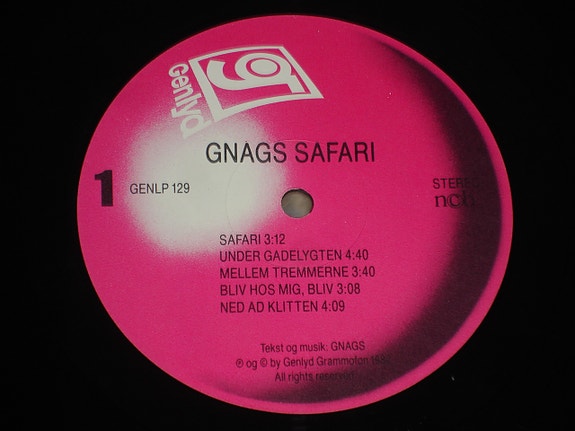 Genlyd
GNAGS SAFARI
1
GENLP 129
STEREO
ncb
SAFARI 3:12
UNDER GADELYGTEN 4:40
MELLEM TREMMERNE 3:40
BLIV HOS MIG, BLIV 3:08
NED AD KLITTEN 4:09
Tekst og musik: GNAGS
℗ og © by Genlyd Grammofon
All rights reserved